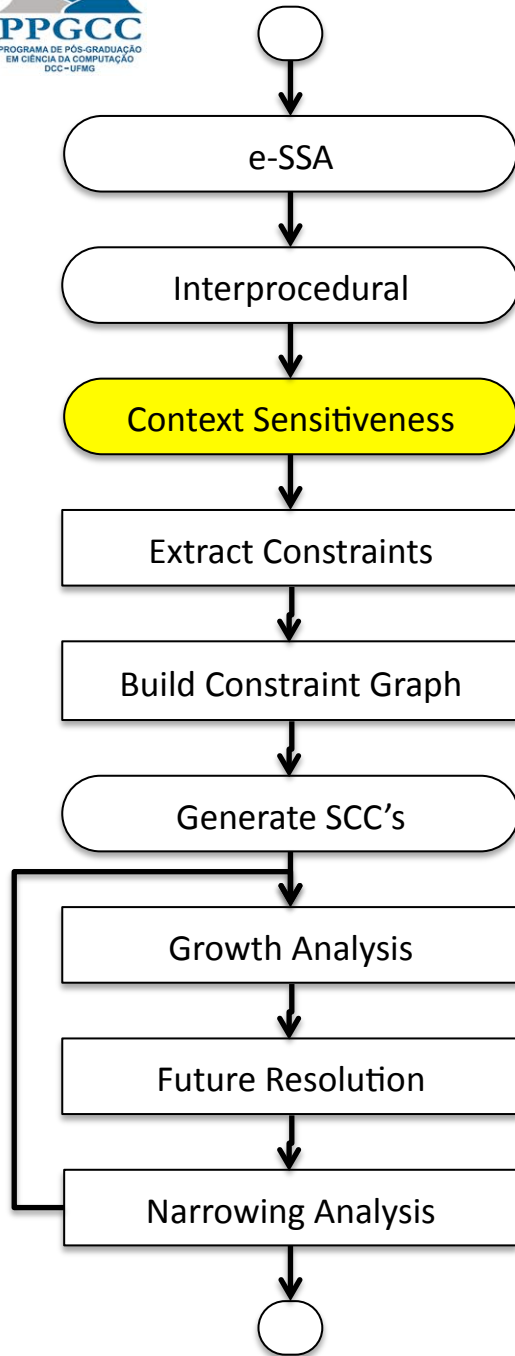 PPGCC
PROGRAMA DE PÓS-GRADUAÇÃO
EM CIÊNCIA DA COMPUTAÇÃO
DCC - UFMG
e-SSA
Interprocedural
Context Sensitiveness
Extract Constraints
Build Constraint Graph
Generate SCC's
Growth Analysis
Future Resolution
Narrowing Analysis